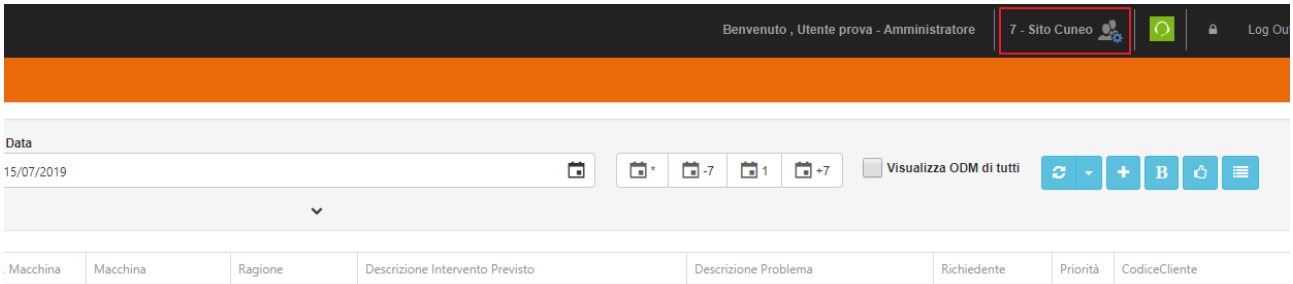 Benvenuto , Utente prova - Amministratore 7 - Sito Cuneo Log Out
Data
15/07/2019
* -7 1 +7 Visualizza ODM di tutti B
. Macchina Macchina Ragione Descrizione Intervento Previsto Descrizione Problema Richiedente Priorità CodiceCliente